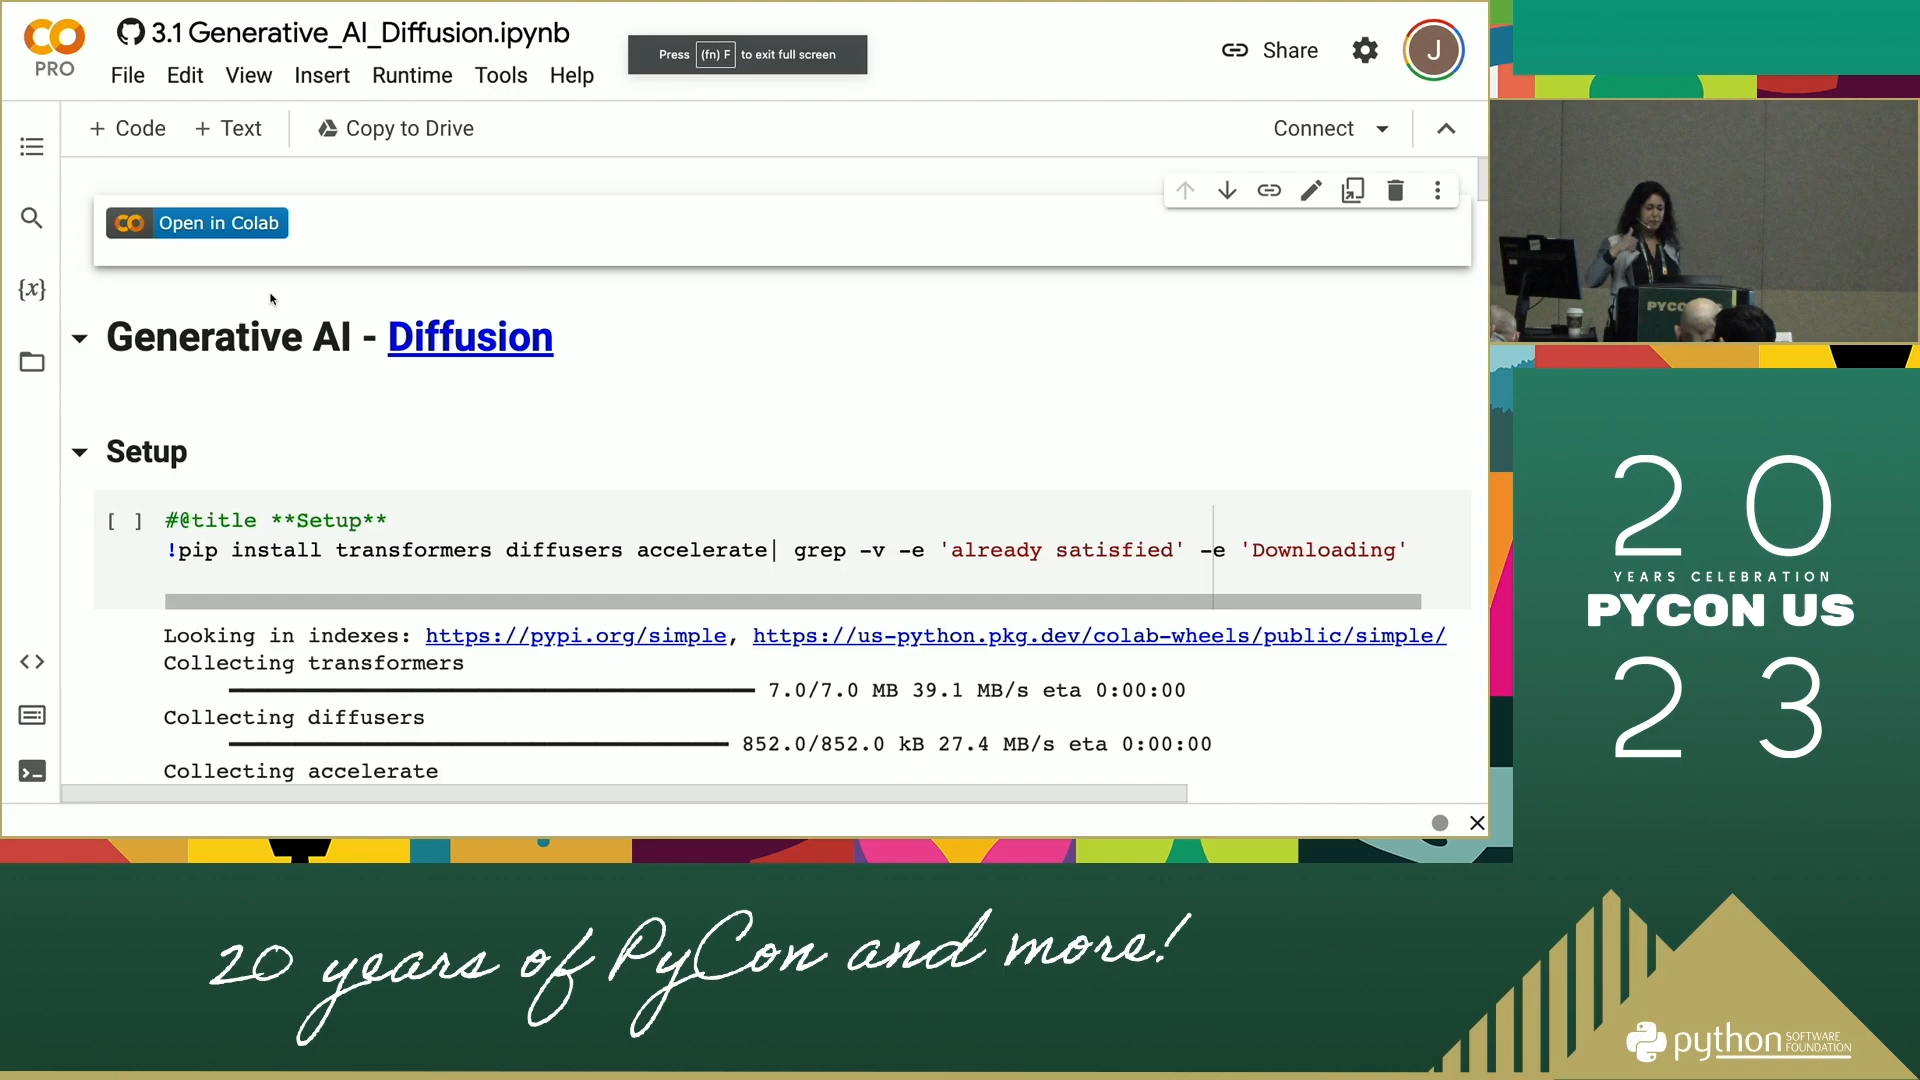 CO
PRO
3.1 Generative_AI_Diffusion.ipynb
File Edit View Insert Runtime Tools Help
Press (fn) F to exit full screen
Share
J
+ Code + Text
Copy to Drive
Connect
Open in Colab
{x}
Generative AI - Diffusion
Setup
[ ] #@title **Setup**
!pip install transformers diffusers accelerate| grep -v -e 'already satisfied' -e 'Downloading'
Looking in indexes: https://pypi.org/simple, https://us-python.pkg.dev/colab-wheels/public/simple/
Collecting transformers
7.0/7.0 MB 39.1 MB/s eta 0:00:00
Collecting diffusers
852.0/852.0 kB 27.4 MB/s eta 0:00:00
Collecting accelerate
20
YEARS CELEBRATION
PYCON US
23
20 years of PyCon and more!
python SOFTWARE FOUNDATION